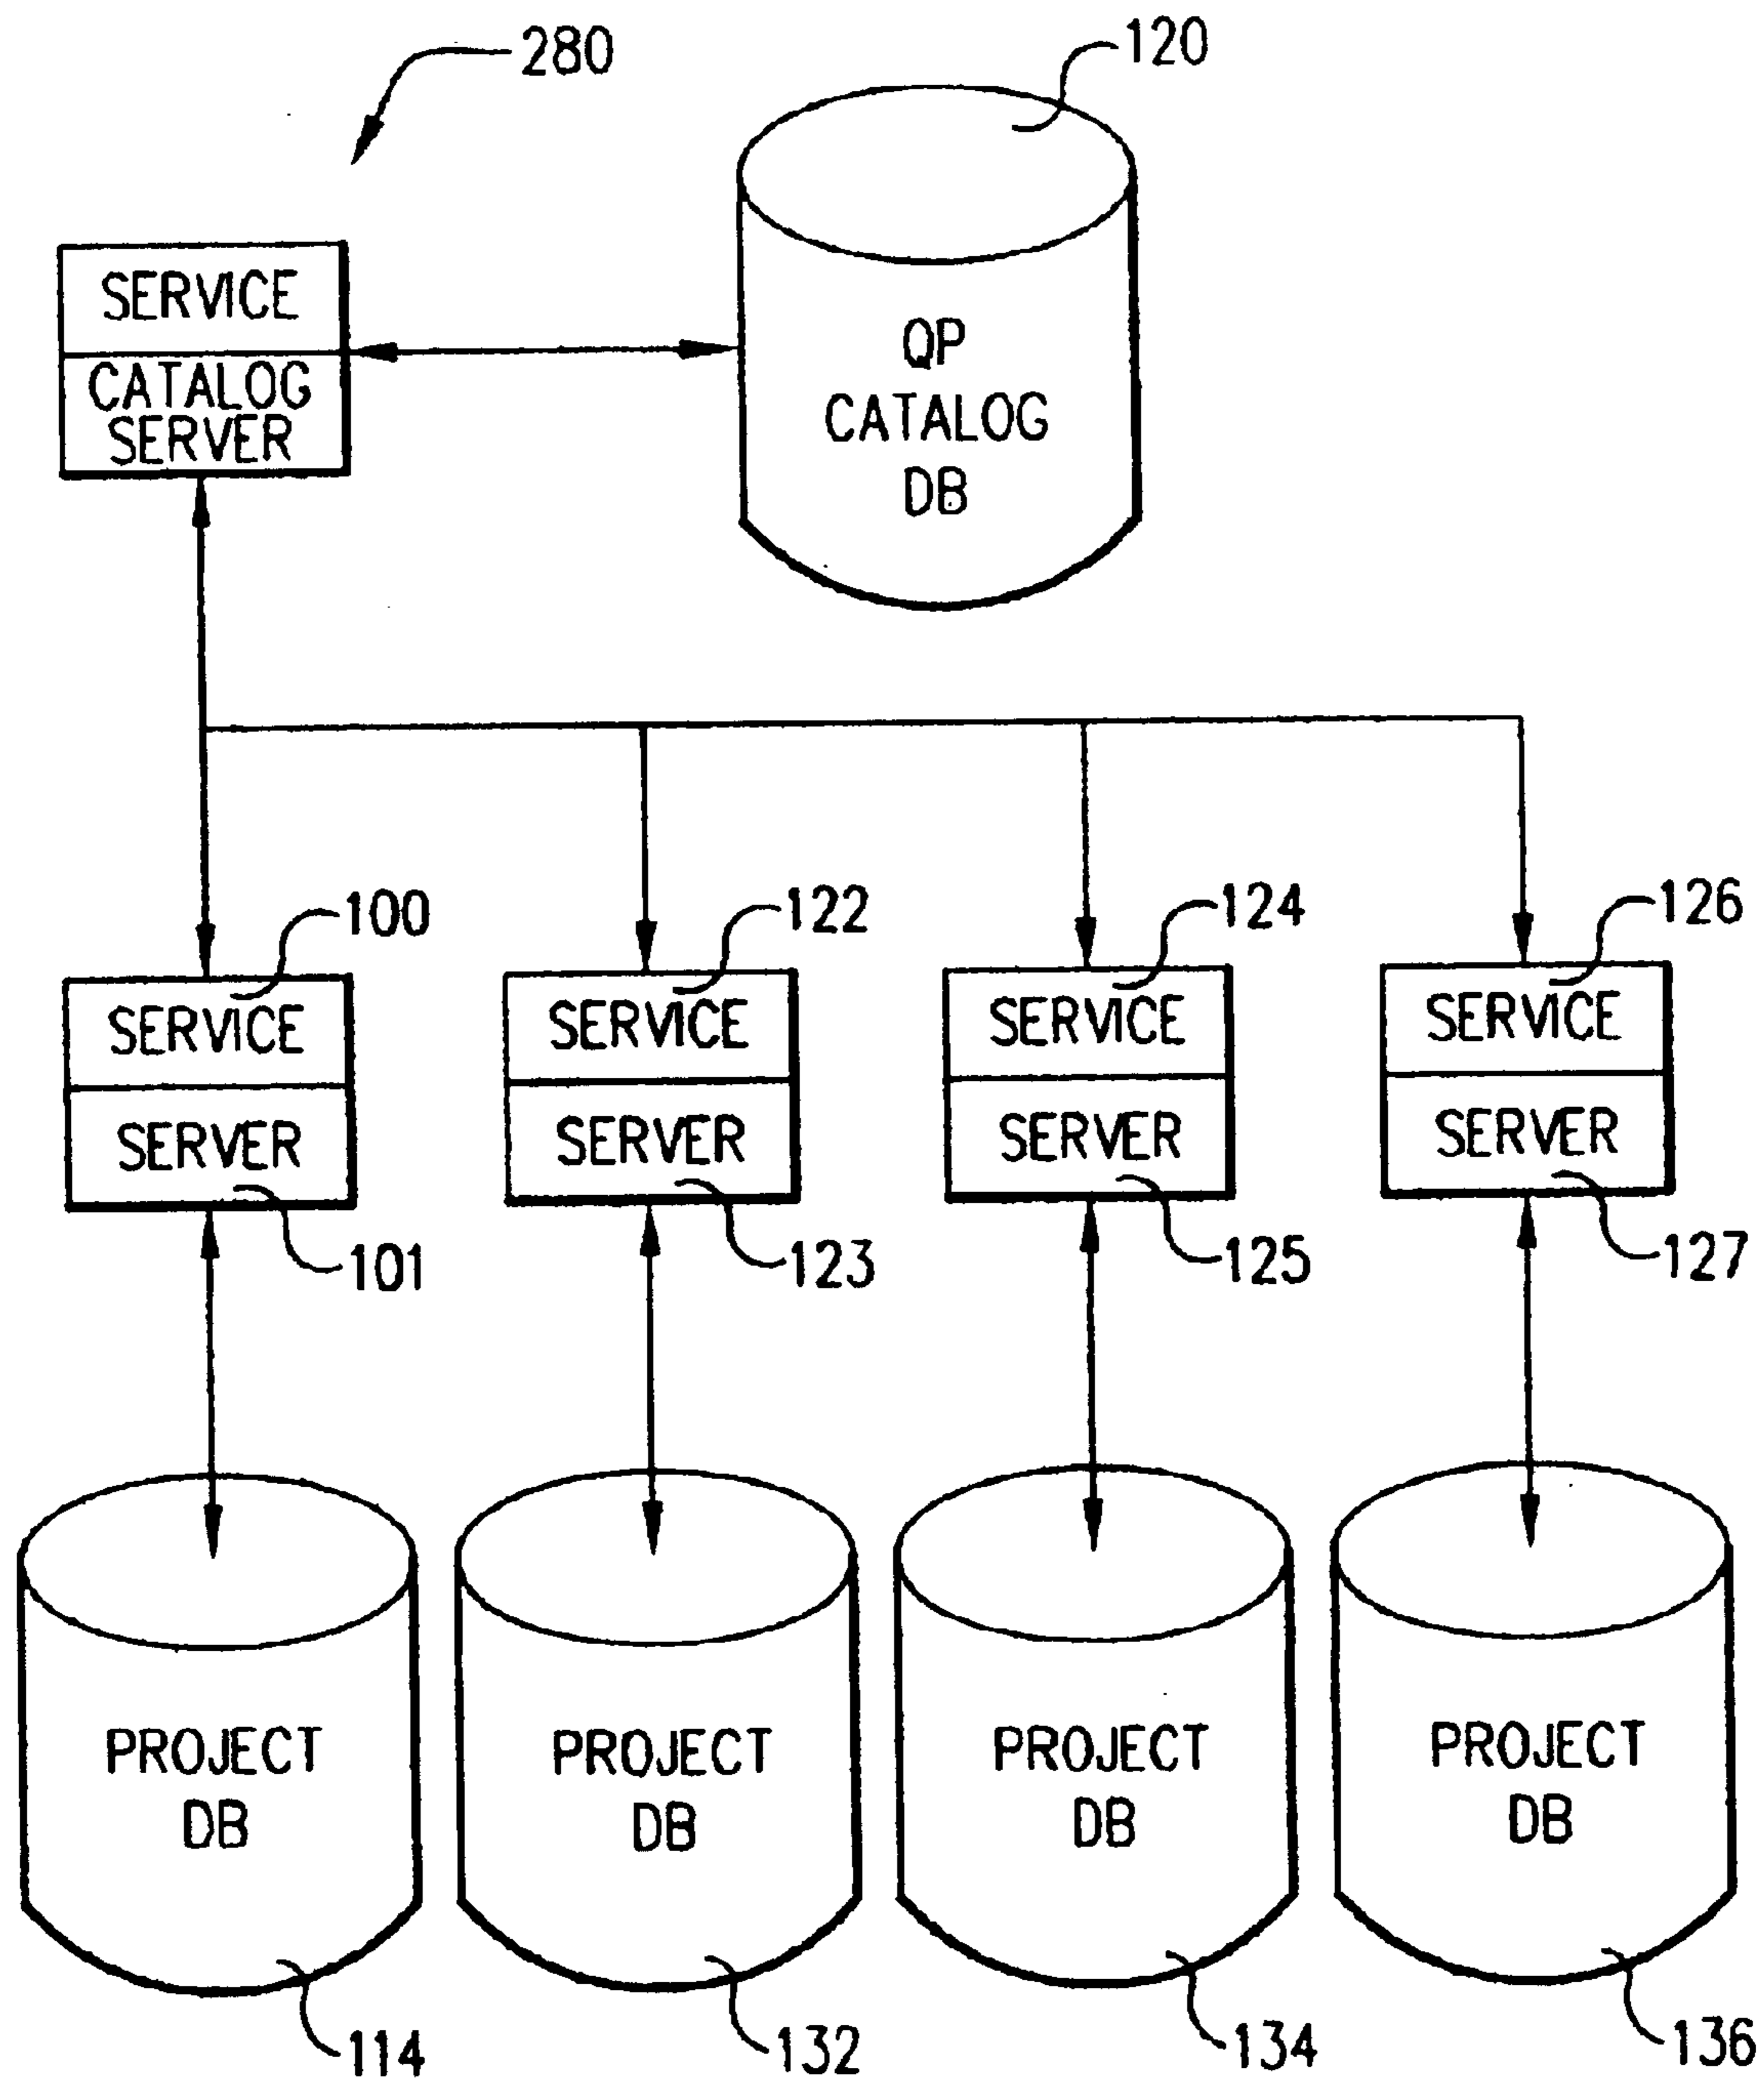 280
120
SERVICE
CATALOG
SERVER
QP
CATALOG
DB
100
122
124
126
SERVICE
SERVICE
SERVICE
SERVICE
SERVER
SERVER
SERVER
SERVER
101
123
125
127
PROJECT
DB
PROJECT
DB
PROJECT
DB
PROJECT
DB
114
132
134
136